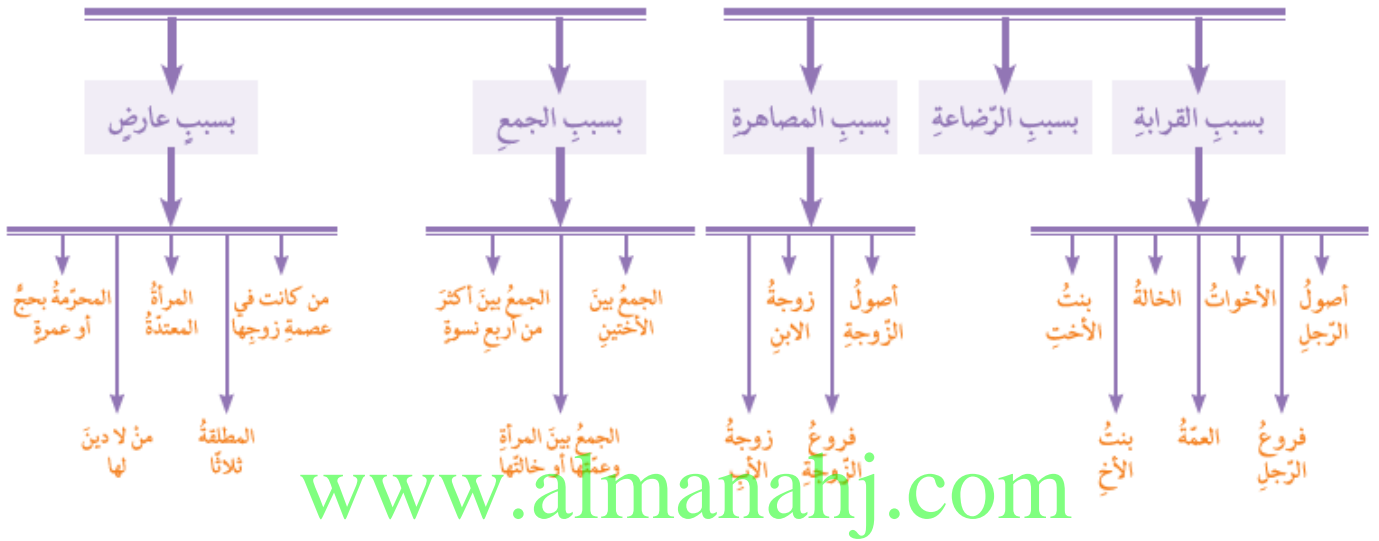 بسببِ القرابةِ
بسببِ الرّضاعةِ
بسببِ المصاهرةِ
بسببِ الجمعِ
بسببٍ عارضٍ
أصولُ
الرّجلِ
فروعُ
الرّجلِ
الأخواتُ
العمّةُ
الخالةُ
بنتُ
الأخِ
بنتُ
الأختِ
أصولُ
الزّوجةِ
فروعُ
الزّوجةِ
زوجةُ
الابنِ
زوجةُ
الأبِ
الجمعُ بينَ
الأختينِ
الجمعُ بينَ المرأةِ
وعمّتِها أو خالتِها
الجمعُ بينَ أكثرَ
من أربعِ نسوةٍ
من كانت في
عصمةِ زوجِها
المطلقةُ
ثلاثًا
المرأةُ
المعتدّةُ
منْ لا دينَ
لها
المحرّمةُ بحجٍّ
أو عمرةٍ
www.almanahj.com